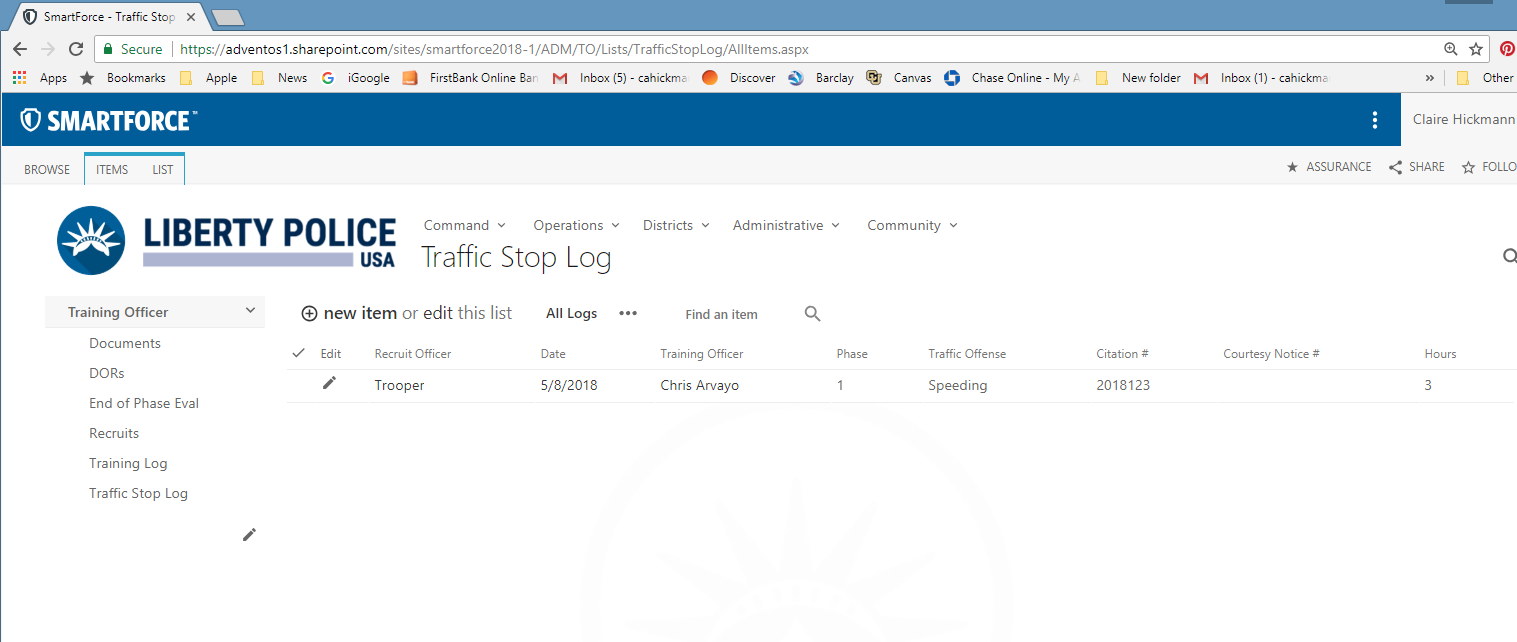 SmartForce - Traffic Stop
Secure https://adventos1.sharepoint.com/sites/smartforce2018-1/ADM/TO/Lists/TrafficStopLog/AllItems.aspx
Apps Bookmarks Apple News iGoogle FirstBank Online Ban Inbox (5) - cahickma Discover Barclay Canvas Chase Online - My A New folder Inbox (1) - cahickma » Other
SMARTFORCE™ Claire Hickmann
BROWSE ITEMS LIST ASSURANCE SHARE FOLLO
LIBERTY POLICE
USA
Command Operations Districts Administrative Community
Traffic Stop Log
Training Officer
Documents
DORs
End of Phase Eval
Recruits
Training Log
Traffic Stop Log
new item or edit this list All Logs ••• Find an item
Edit Recruit Officer Date Training Officer Phase Traffic Offense Citation # Courtesy Notice # Hours
Trooper 5/8/2018 Chris Arvayo 1 Speeding 2018123 3